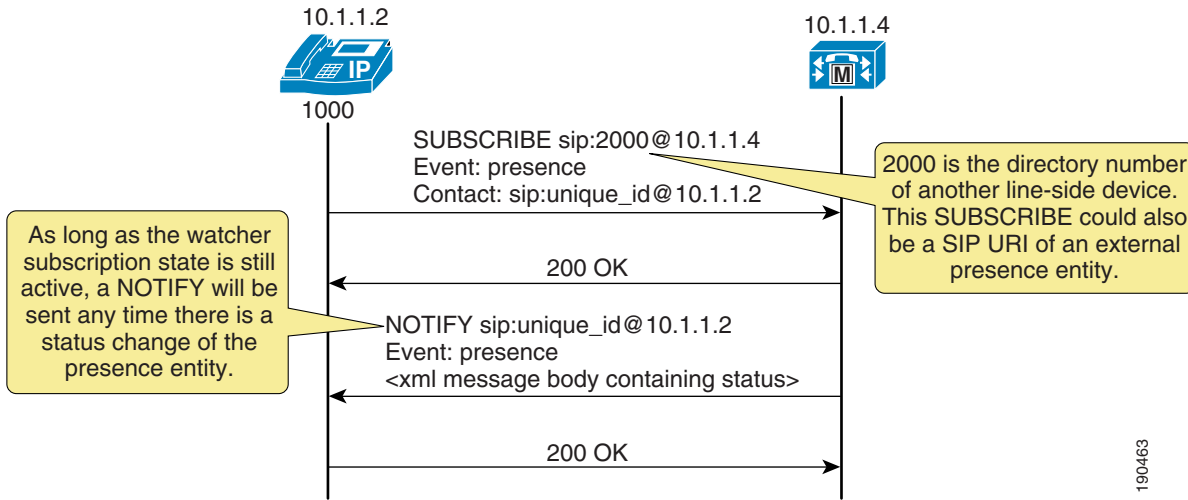 10.1.1.2
10.1.1.4
IP
M
1000
SUBSCRIBE sip:2000@10.1.1.4
Event: presence
Contact: sip:unique_id@10.1.1.2
2000 is the directory number
of another line-side device.
This SUBSCRIBE could also
be a SIP URI of an external
presence entity.
As long as the watcher
subscription state is still
active, a NOTIFY will be
sent any time there is a
status change of the
presence entity.
200 OK
NOTIFY sip:unique_id@10.1.1.2
Event: presence
<xml message body containing status>
200 OK
190463